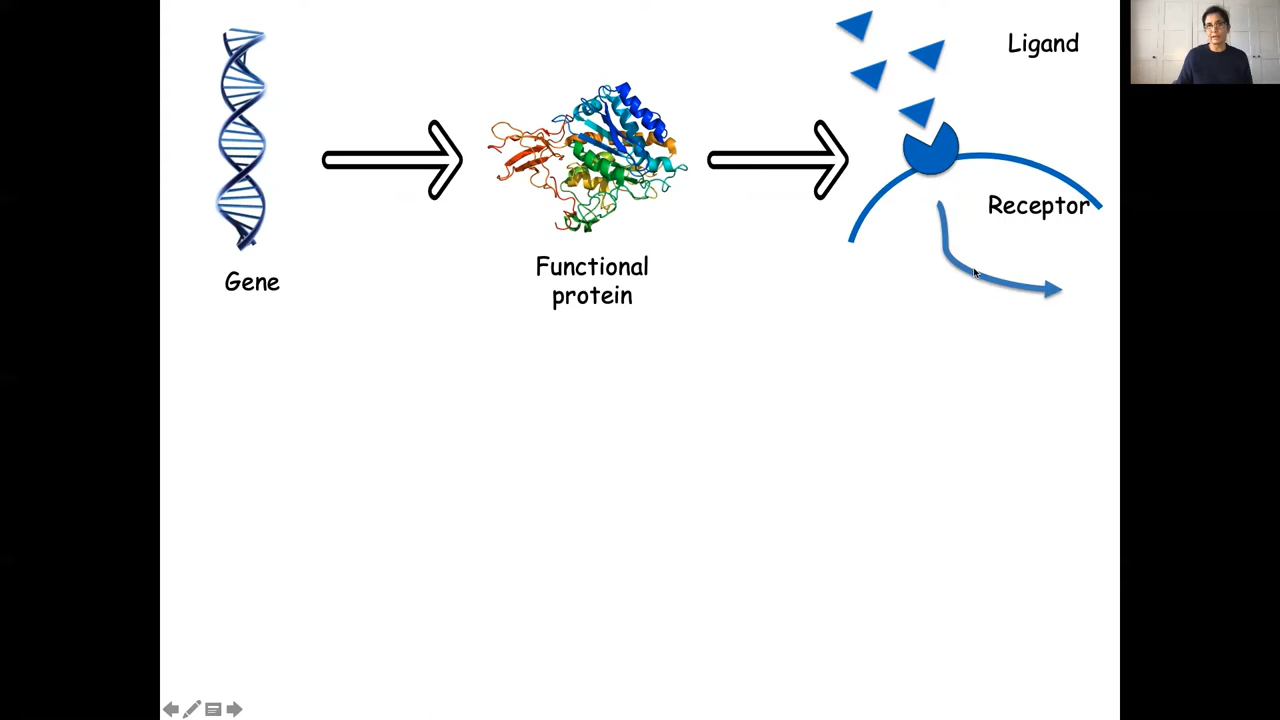 Ligand
Receptor
Gene
Functional
protein